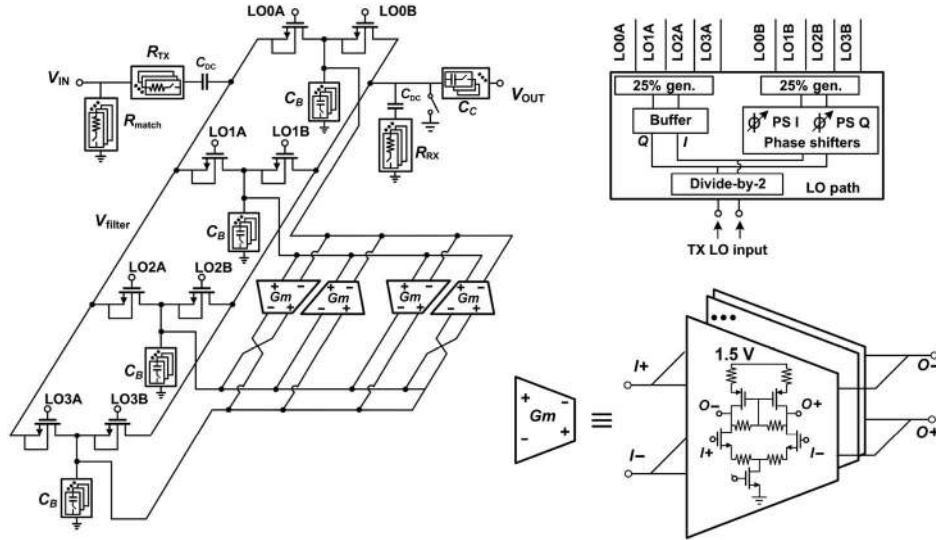 LO0A LO0B
R_TX
C_DC
V_IN
R_match
C_B
C_DC
C_C
V_OUT
R_RX
LO1A LO1B
C_B
V_filter
LO2A LO2B
Gm Gm Gm Gm
+ − + − + − + −
− + − + − + − +
C_B
LO3A LO3B
C_B
LO0A LO1A LO2A LO3A LO0B LO1B LO2B LO3B
25% gen. 25% gen.
Buffer
ϕ PS I ϕ PS Q
Phase shifters
Q I
Divide-by-2
LO path
TX LO input
+ −
Gm
− +
≡
•••
1.5 V
I+ O−
O− O+
I+ I−
I− O+